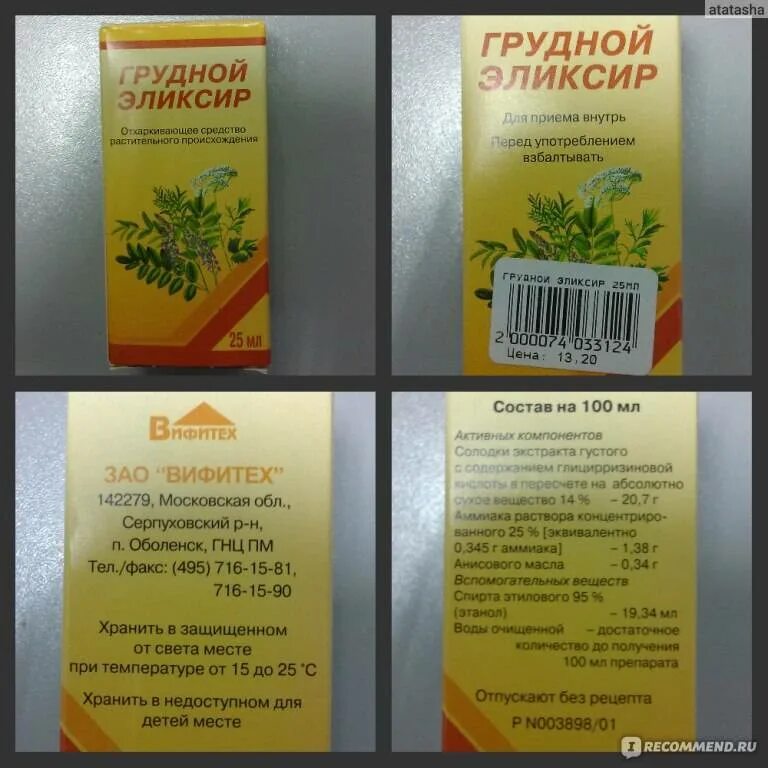 atatasha
ГРУДНОЙ
ЭЛИКСИР
Отхаркивающее средство
растительного происхождения
25 мл
ГРУДНОЙ
ЭЛИКСИР
Для приема внутрь
Перед употреблением
взбалтывать
ГРУДНОЙ ЭЛИКСИР 25МЛ
2 000074 033124
Цена: 13,20
ВИФИТЕХ
ЗАО "ВИФИТЕХ"
142279, Московская обл.,
Серпуховский р-н,
п. Оболенск, ГНЦ ПМ
Тел./факс: (495) 716-15-81,
716-15-90
Хранить в защищенном
от света месте
при температуре от 15 до 25 °С
Хранить в недоступном для
детей месте
Состав на 100 мл
Активных компонентов
Солодки экстракта густого
с содержанием глицирризиновой
кислоты в пересчете на абсолютно
сухое вещество 14 % – 20,7 г
Аммиака раствора концентриро-
ванного 25 % [эквивалентно
0,345 г аммиака] – 1,38 г
Анисового масла – 0,34 г
Вспомогательных веществ
Спирта этилового 95 %
(этанол) – 19,34 мл
Воды очищенной – достаточное
количество до получения
100 мл препарата
Отпускают без рецепта
Р N003898/01
IRECOMMEND.RU